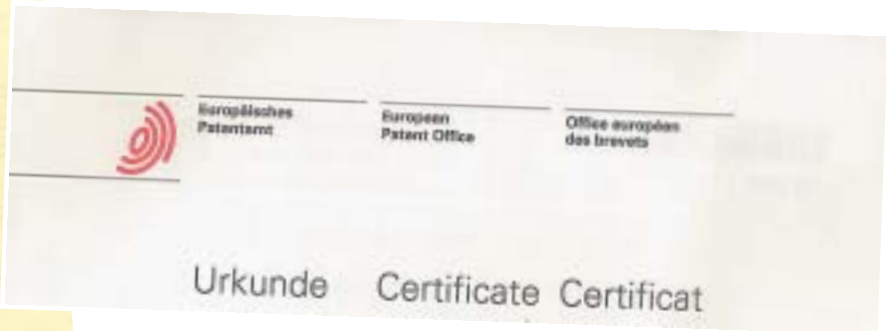 Europäisches
Patentamt
European
Patent Office
Office européen
des brevets
Urkunde
Certificate
Certificat